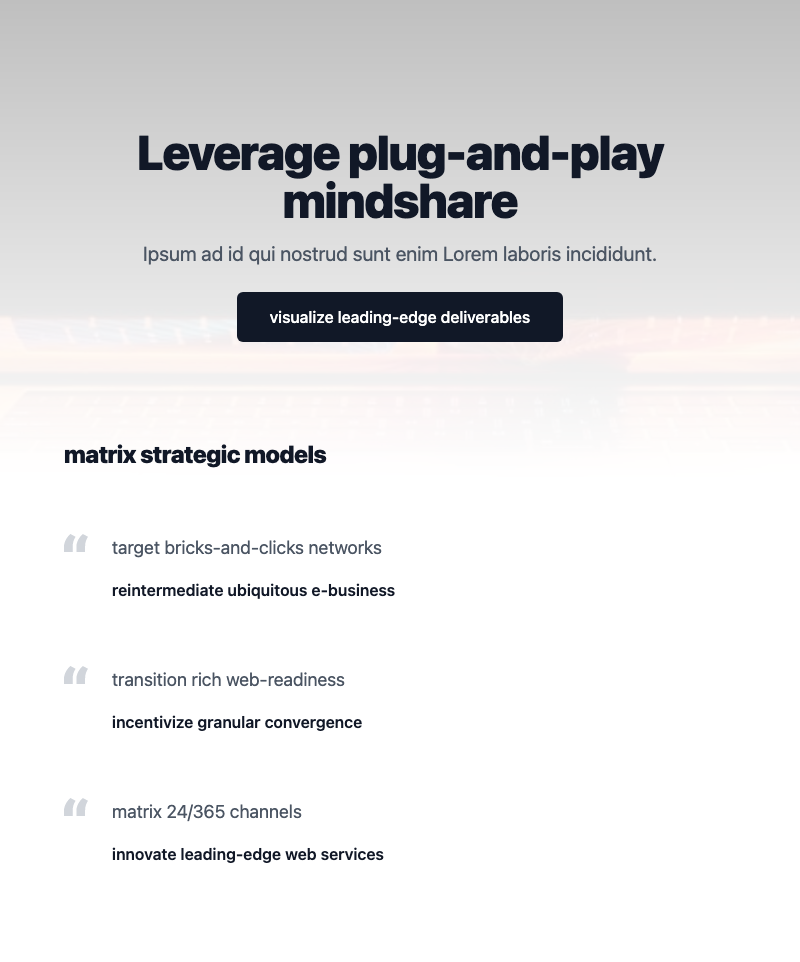 Leverage plug-and-play
mindshare
Ipsum ad id qui nostrud sunt enim Lorem laboris incididunt.
visualize leading-edge deliverables
matrix strategic models
target bricks-and-clicks networks
reintermediate ubiquitous e-business
transition rich web-readiness
incentivize granular convergence
matrix 24/365 channels
innovate leading-edge web services